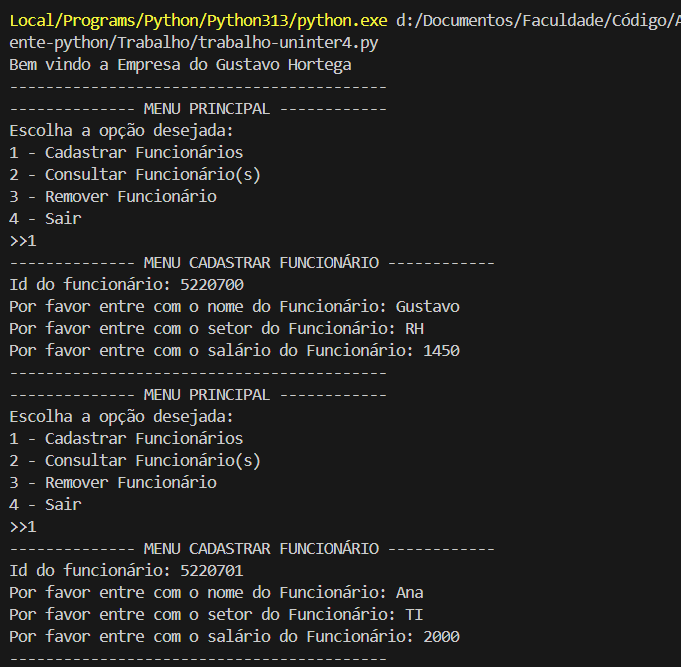 Local/Programs/Python/Python313/python.exe d:/Documentos/Faculdade/Código/A
ente-python/Trabalho/trabalho-uninter4.py
Bem vindo a Empresa do Gustavo Hortega
------------------------------------------
-------------- MENU PRINCIPAL ------------
Escolha a opção desejada:
1 - Cadastrar Funcionários
2 - Consultar Funcionário(s)
3 - Remover Funcionário
4 - Sair
>>1
-------------- MENU CADASTRAR FUNCIONÁRIO ------------
Id do funcionário: 5220700
Por favor entre com o nome do Funcionário: Gustavo
Por favor entre com o setor do Funcionário: RH
Por favor entre com o salário do Funcionário: 1450
------------------------------------------
-------------- MENU PRINCIPAL ------------
Escolha a opção desejada:
1 - Cadastrar Funcionários
2 - Consultar Funcionário(s)
3 - Remover Funcionário
4 - Sair
>>1
-------------- MENU CADASTRAR FUNCIONÁRIO ------------
Id do funcionário: 5220701
Por favor entre com o nome do Funcionário: Ana
Por favor entre com o setor do Funcionário: TI
Por favor entre com o salário do Funcionário: 2000
------------------------------------------